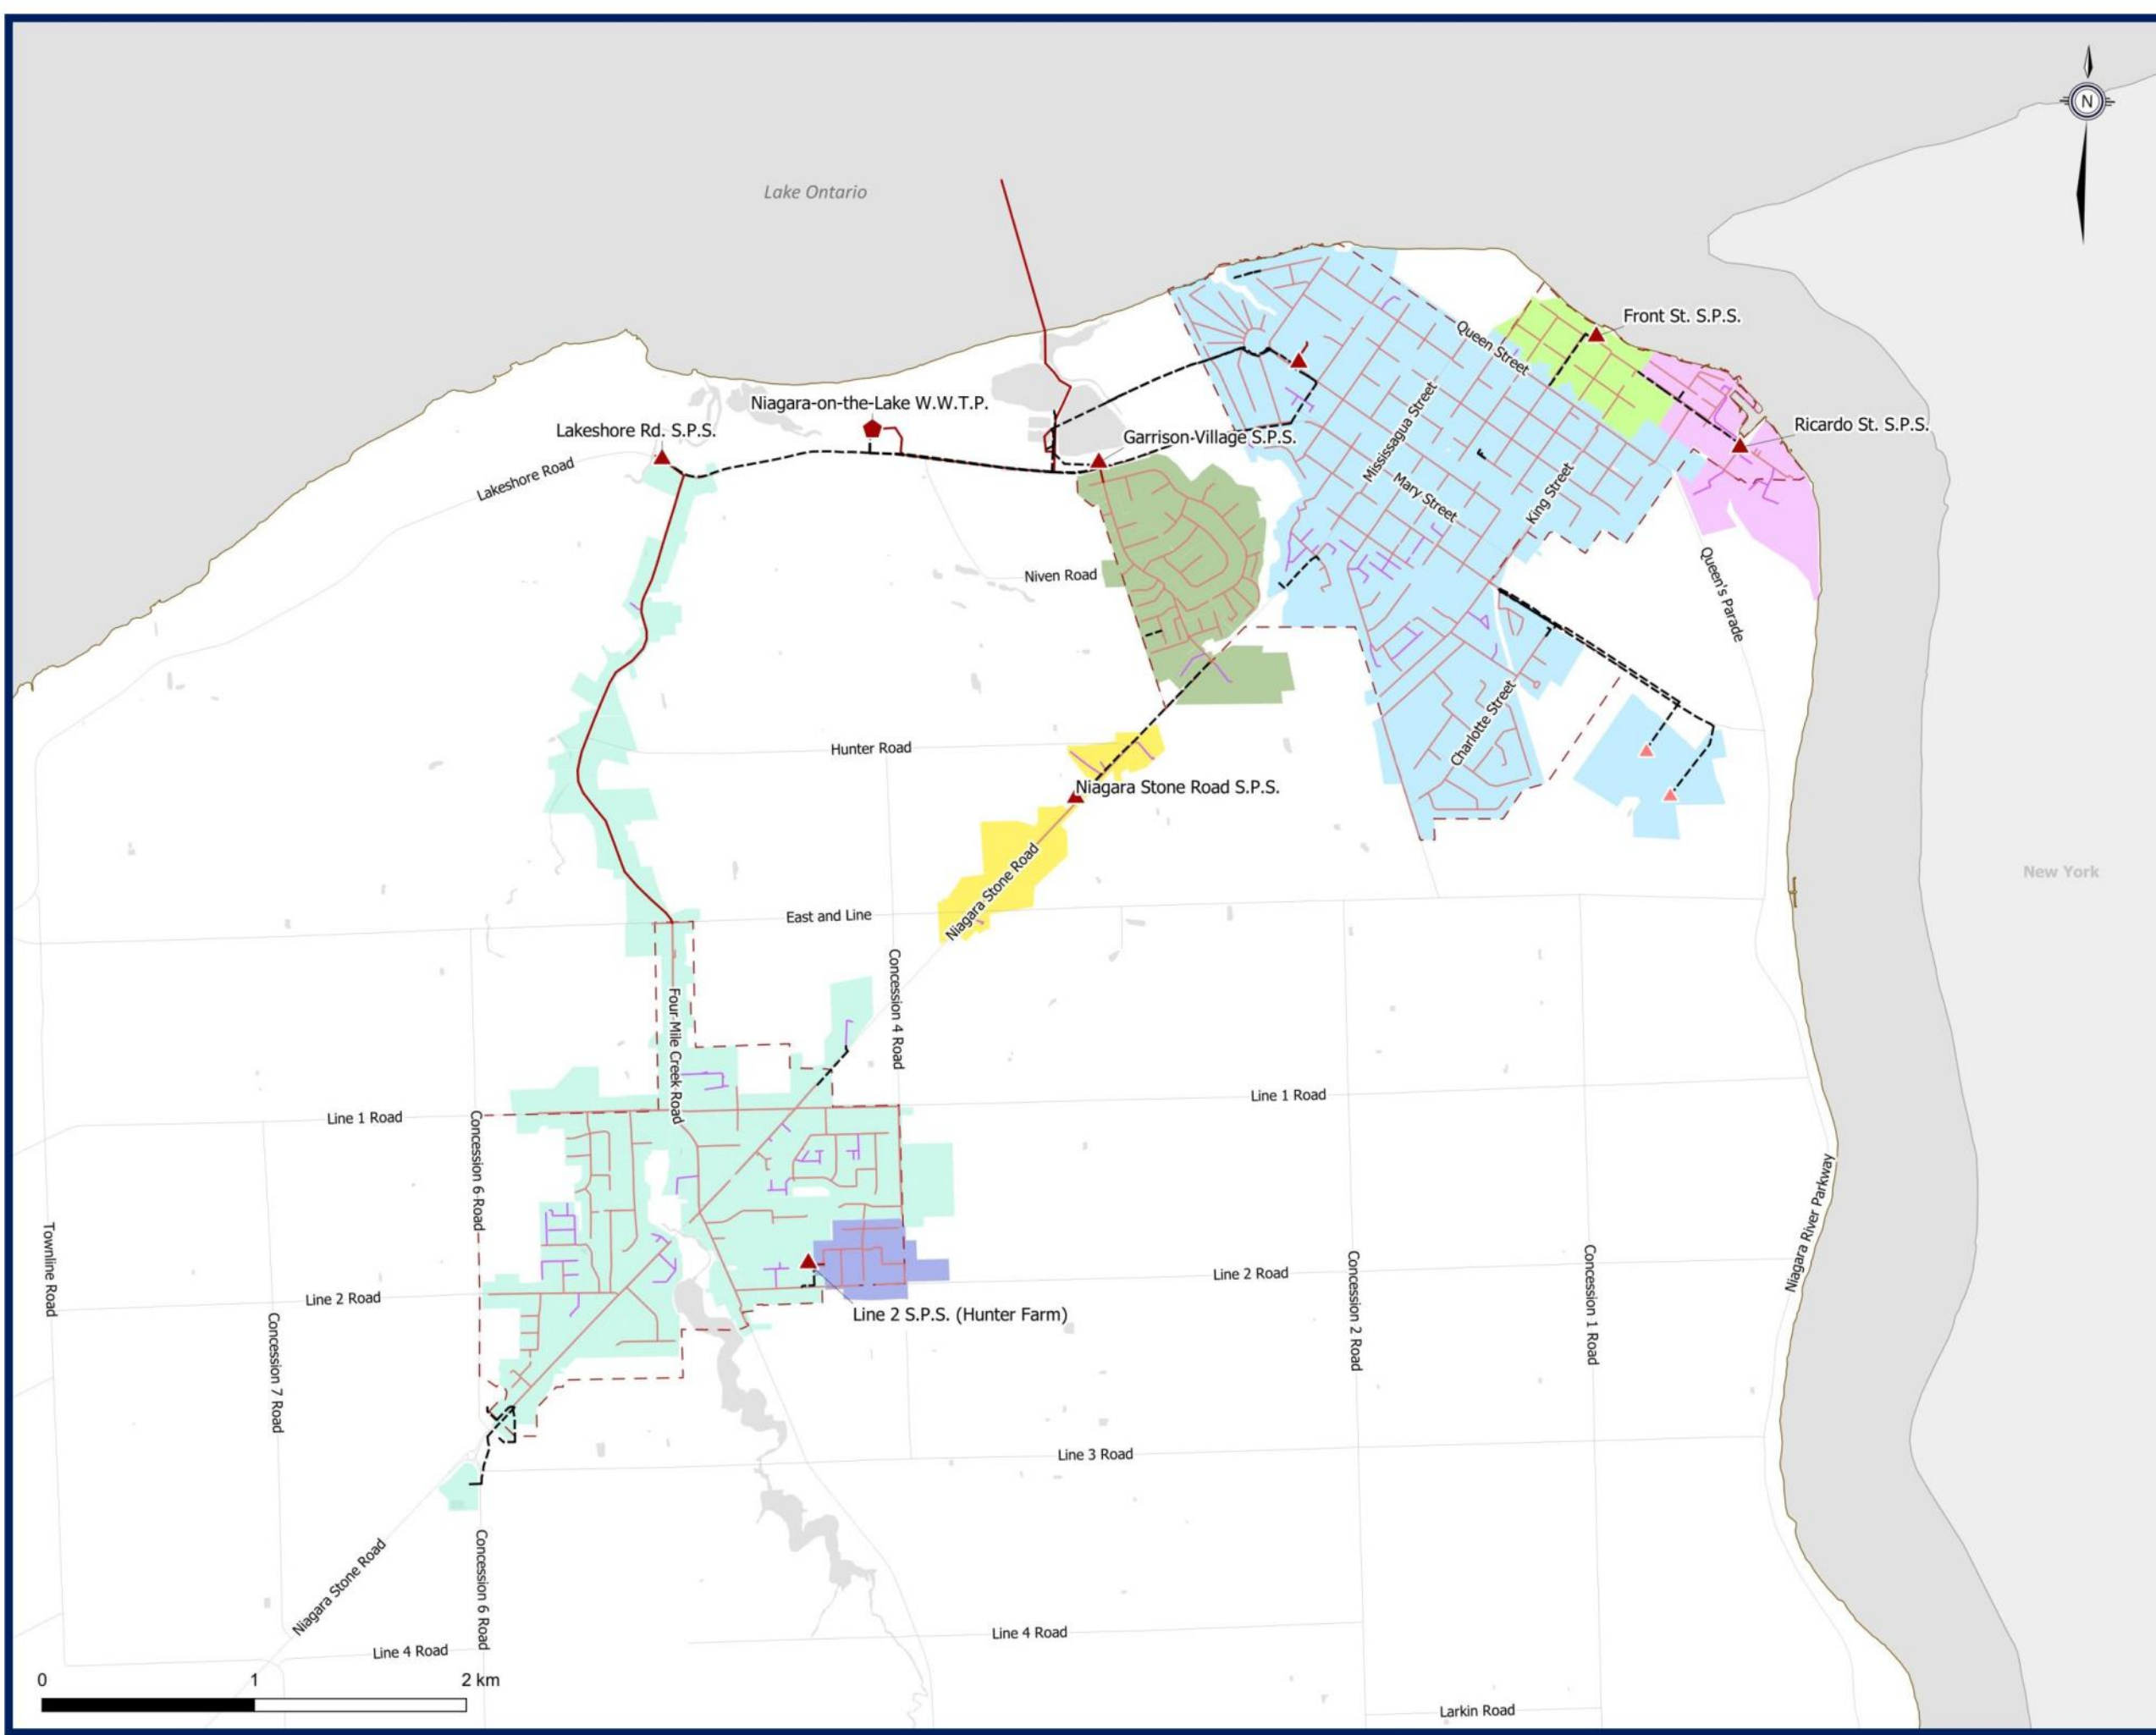 N
Lake Ontario
Front St. S.P.S.
Queen Street
Niagara-on-the-Lake W.W.T.P.
Lakeshore Rd. S.P.S.
Garrison-Village S.P.S.
Ricardo St. S.P.S.
Mississagua Street
Lakeshore Road
Mary Street
King Street
Niven Road
Queen's Parade
Charlotte Street
Hunter Road
Niagara Stone Road S.P.S.
Niagara Stone Road
New York
East and Line
Concession 4 Road
Four Mile Creek Road
Line 1 Road
Line 1 Road
Concession 6 Road
Niagara River Parkway
Townline Road
Line 2 Road
Line 2 Road
Concession 2 Road
Concession 1 Road
Line 2 S.P.S. (Hunter Farm)
Concession 7 Road
Line 3 Road
Niagara Stone Road
Concession 6 Road
Line 4 Road
Line 4 Road
0 1 2 km
Larkin Road